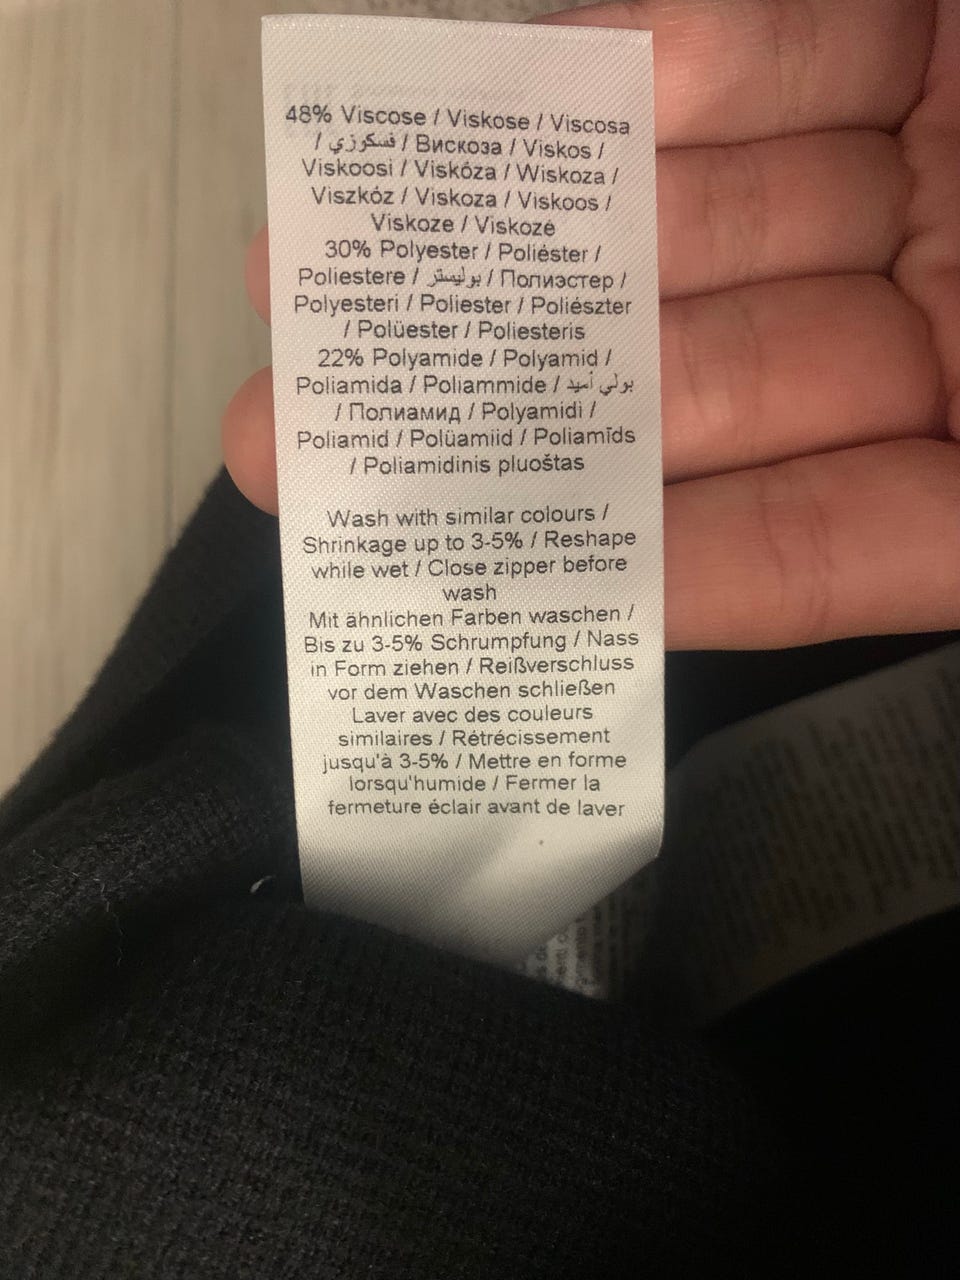 48% Viscose / Viskose / Viscosa
/ فسكوزي / Вискоза / Viskos /
Viskoosi / Viskóza / Wiskoza /
Viszkóz / Viskoza / Viskoos /
Viskoze / Viskozė
30% Polyester / Poliéster /
Poliestere / بوليستر / Полиэстер /
Polyesteri / Poliester / Poliészter
/ Polüester / Poliesteris
22% Polyamide / Polyamid /
Poliamida / Poliammide / بولي أميد
/ Полиамид / Polyamidi /
Poliamid / Polüamiid / Poliamīds
/ Poliamidinis pluoštas
Wash with similar colours /
Shrinkage up to 3-5% / Reshape
while wet / Close zipper before
wash
Mit ähnlichen Farben waschen /
Bis zu 3-5% Schrumpfung / Nass
in Form ziehen / Reißverschluss
vor dem Waschen schließen
Laver avec des couleurs
similaires / Rétrécissement
jusqu'à 3-5% / Mettre en forme
lorsqu'humide / Fermer la
fermeture éclair avant de laver